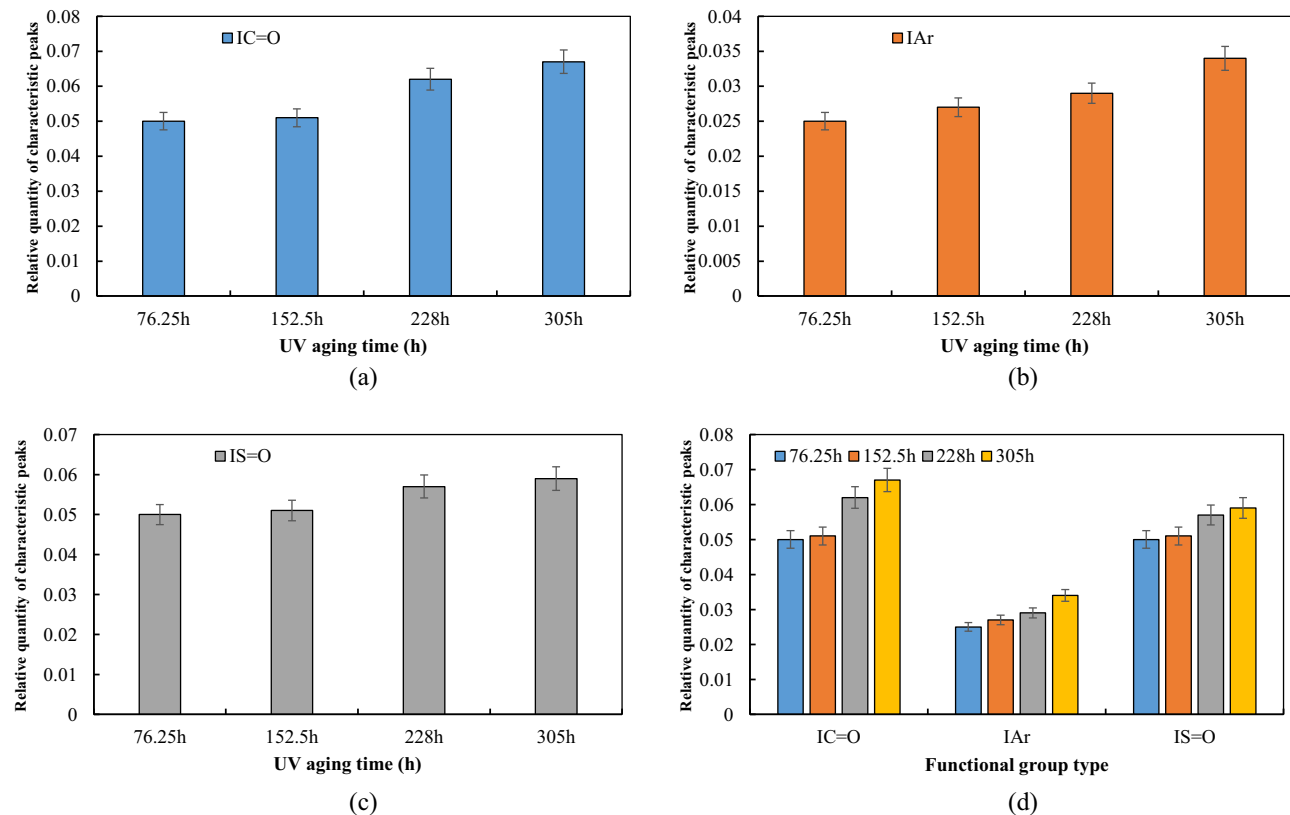 Relative quantity of characteristic peaks
0.08
0.07
0.06
0.05
0.04
0.03
0.02
0.01
0
IC=O
76.25h 152.5h 228h 305h
UV aging time (h)
(a)
Relative quantity of characteristic peaks
0.04
0.035
0.03
0.025
0.02
0.015
0.01
0.005
0
IAr
76.25h 152.5h 228h 305h
UV aging time (h)
(b)
Relative quantity of characteristic peaks
0.07
0.06
0.05
0.04
0.03
0.02
0.01
0
IS=O
76.25h 152.5h 228h 305h
UV aging time (h)
(c)
Relative quantity of characteristic peaks
0.08
0.07
0.06
0.05
0.04
0.03
0.02
0.01
0
76.25h 152.5h 228h 305h
IC=O IAr IS=O
Functional group type
(d)